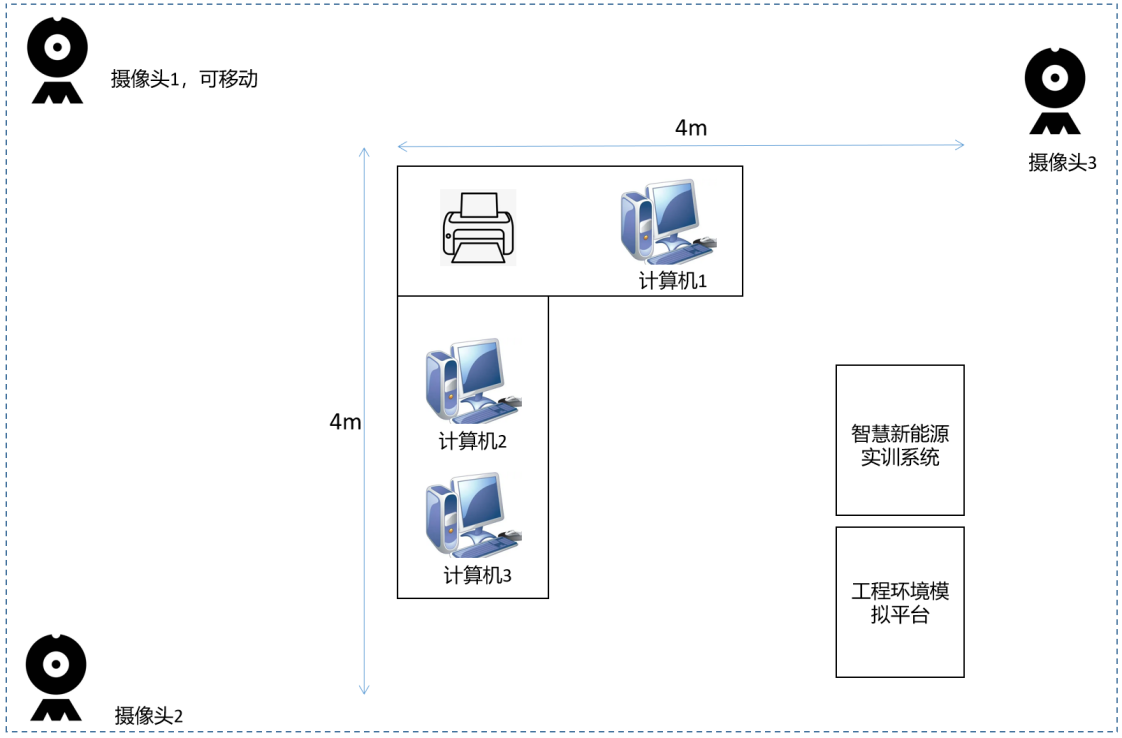 摄像头1，可移动
4m
摄像头3
计算机1
4m
计算机2
智慧新能源
实训系统
计算机3
工程环境模
拟平台
摄像头2